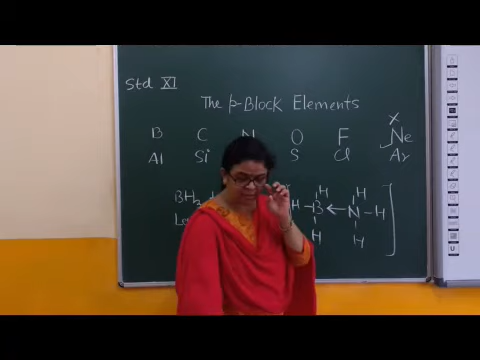 Std XI
The p-Block Elements
B C N O F Ne
Al Si S Cl Ar
BH₃ H H
H – B ← N – H
H H